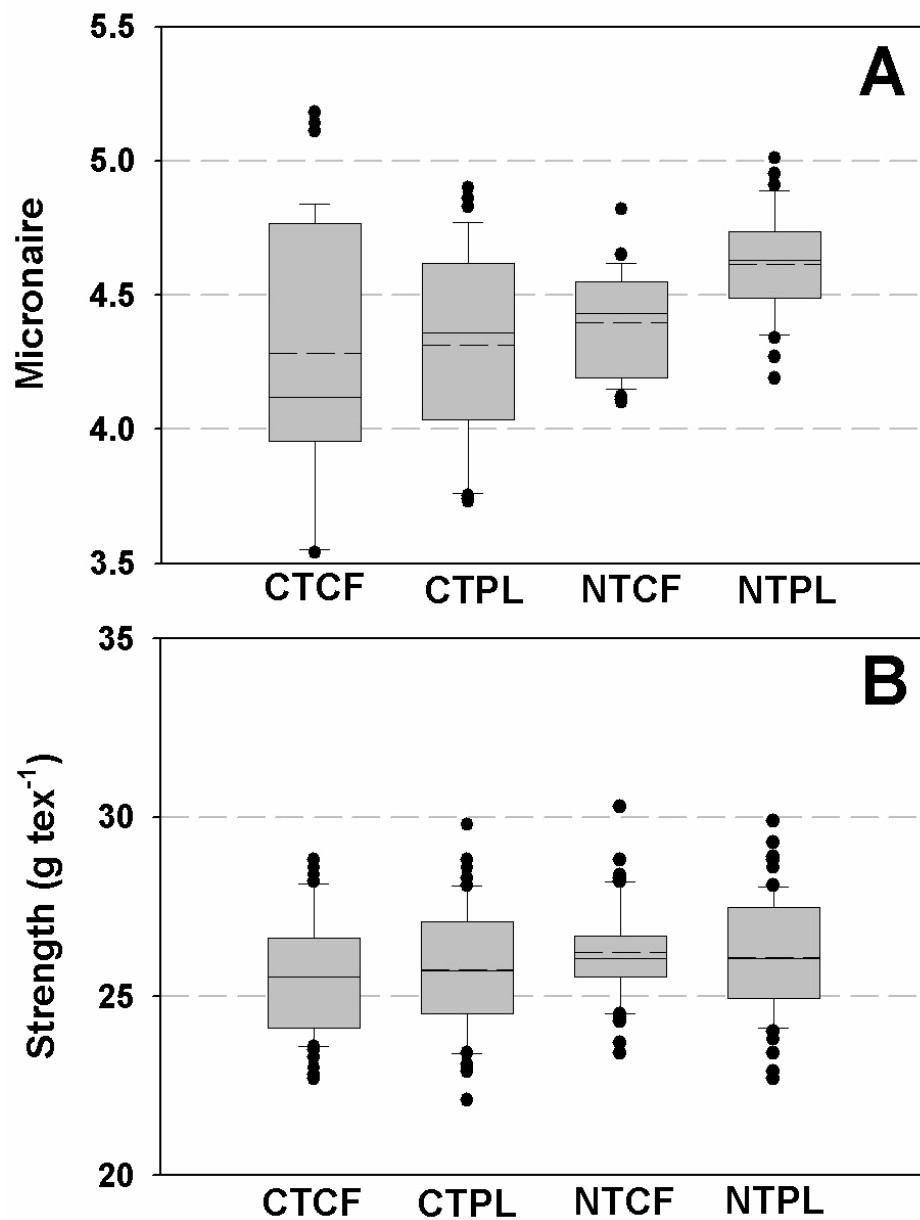 A
5.5
5.0
4.5
4.0
3.5
Micronaire
CTCF CTPL NTCF NTPL
B
35
30
25
20
Strength (g tex⁻¹)
CTCF CTPL NTCF NTPL